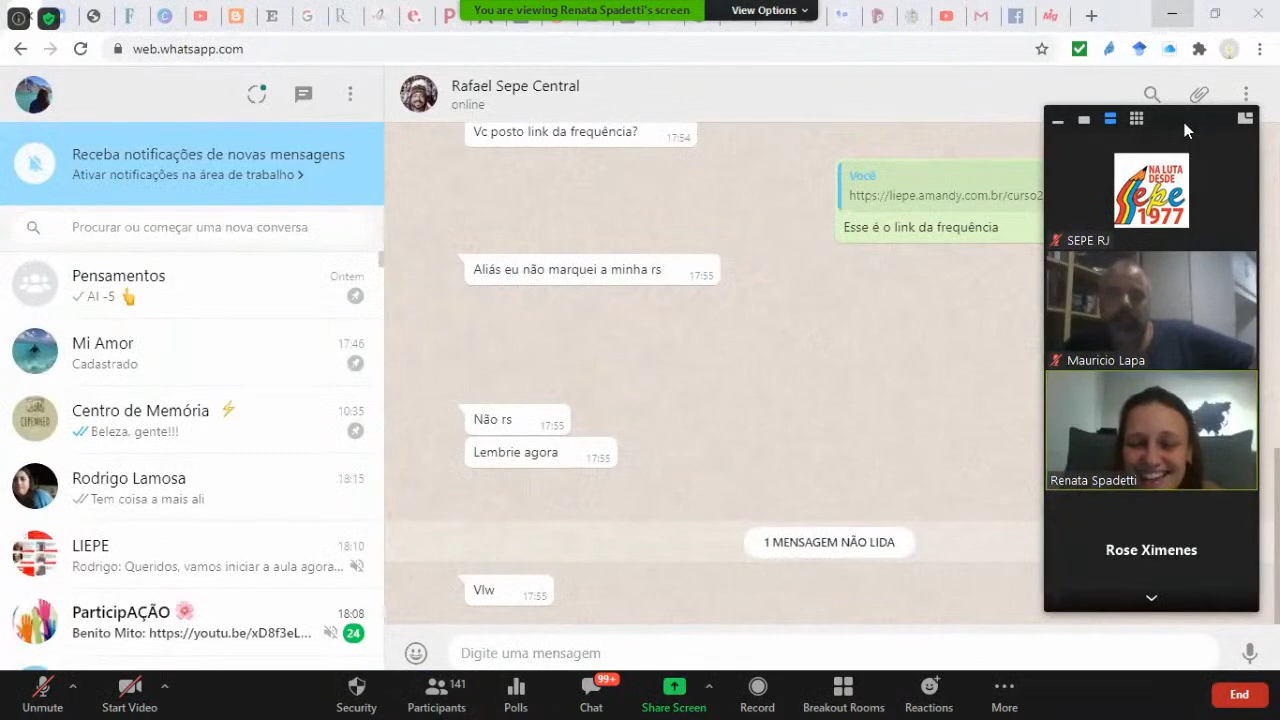 You are viewing Renata Spadetti's screen
View Options
web.whatsapp.com
Rafael Sepe Central
online
Receba notificações de novas mensagens
Ativar notificações na área de trabalho >
Procurar ou começar uma nova conversa
Pensamentos
Ontem
AI -5 👆
Mi Amor
17:46
Cadastrado
Centro de Memória ⚡
10:35
Beleza, gente!!!
Rodrigo Lamosa
18:15
Tem coisa a mais ali
LIEPE
18:10
Rodrigo: Queridos, vamos iniciar a aula agora...
ParticipAÇÃO 🌸
18:08
Benito Mito: https://youtu.be/xD8f3eL...
24
Vc posto link da frequência?
17:54
Você
https://liepe.amandy.com.br/curso2
Esse é o link da frequência
Aliás eu não marquei a minha rs
17:55
Não rs
17:55
Lembrie agora
17:55
1 MENSAGEM NÃO LIDA
Vlw
17:55
Digite uma mensagem
NA LUTA
DESDE
Sepe
1977
SEPE RJ
Mauricio Lapa
Renata Spadetti
Rose Ximenes
Unmute
Start Video
Security
141
Participants
Polls
99+
Chat
Share Screen
Record
Breakout Rooms
Reactions
More
End